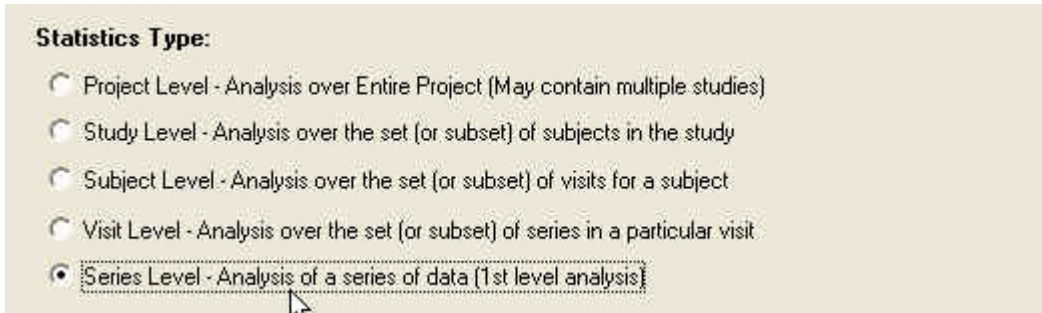 Statistics Type:
Project Level - Analysis over Entire Project (May contain multiple studies)
Study Level - Analysis over the set (or subset) of subjects in the study
Subject Level - Analysis over the set (or subset) of visits for a subject
Visit Level - Analysis over the set (or subset) of series in a particular visit
Series Level - Analysis of a series of data (1st level analysis)